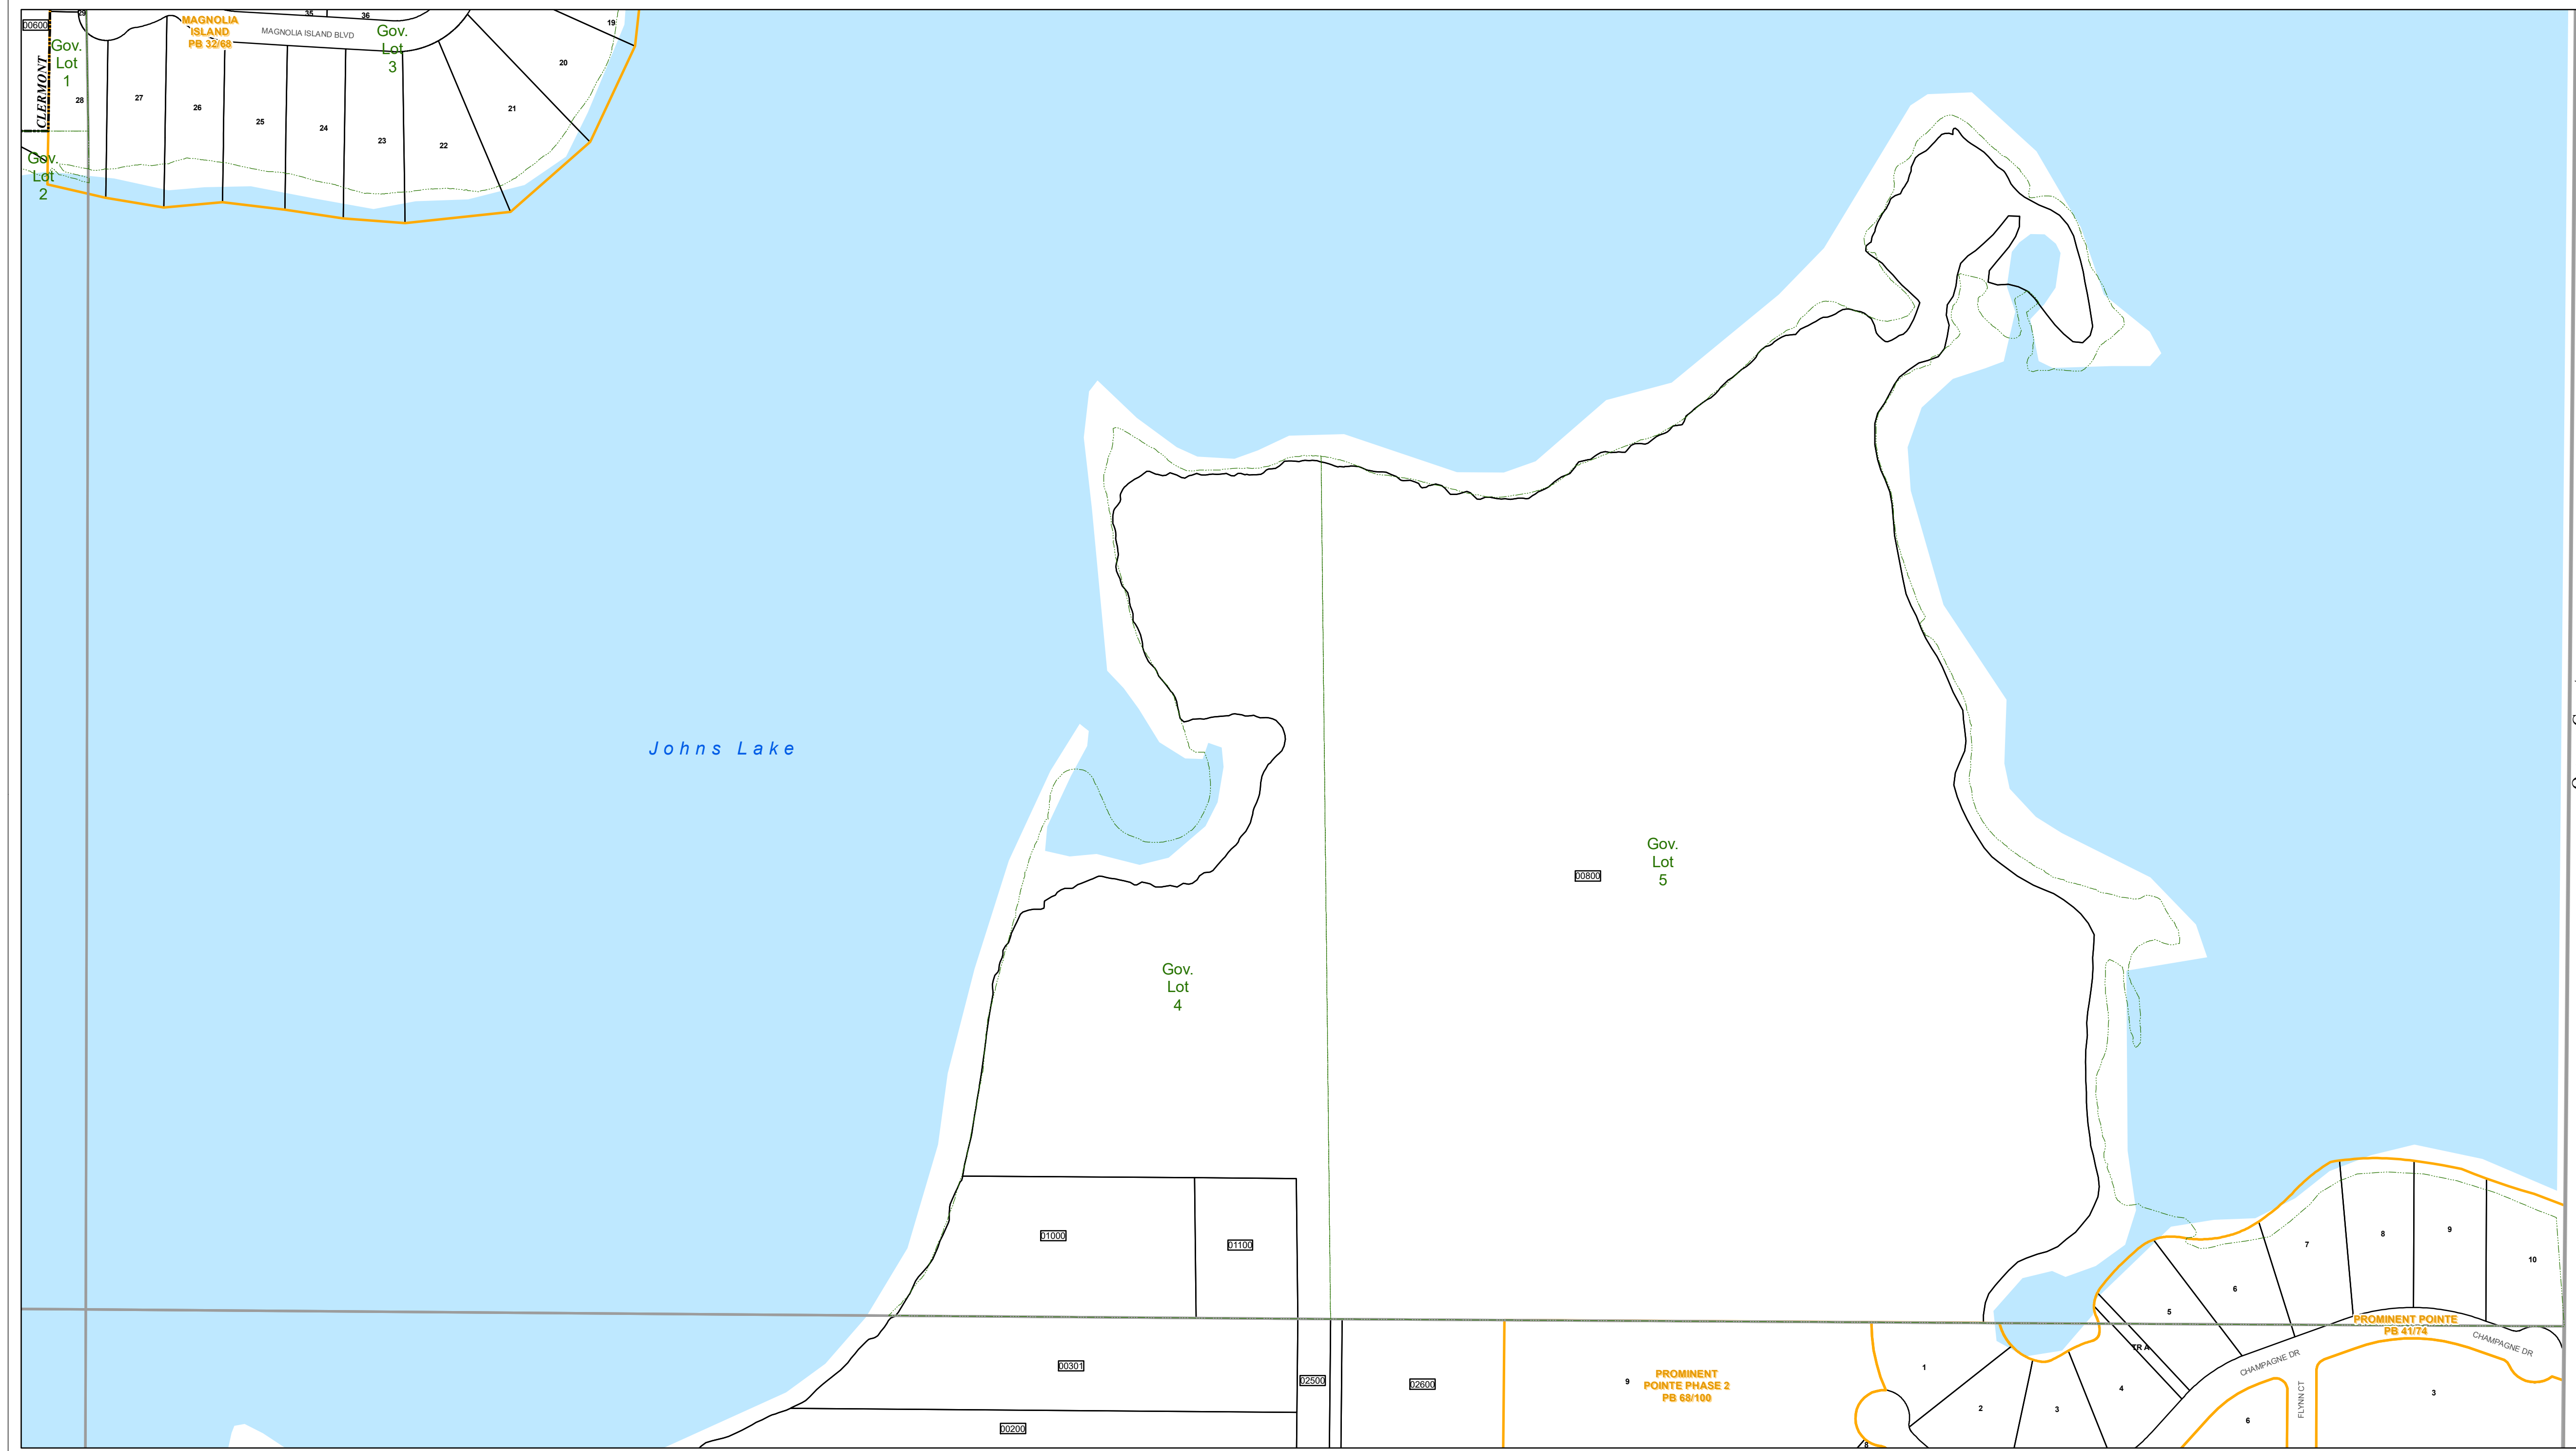 00600
29
35
36
19
MAGNOLIA
ISLAND
PB 32/68
MAGNOLIA ISLAND BLVD
Gov.
Lot
1
Gov.
Lot
3
CLERMONT
28
27
26
25
24
23
22
21
20
Gov.
Lot
2
Johns Lake
00800
Gov.
Lot
5
Gov.
Lot
4
01000
01100
00301
02500
02600
00200
9
PROMINENT
POINTE PHASE 2
PB 68/100
8
1
2
3
4
TR A
5
6
7
8
9
10
PROMINENT POINTE
PB 41/74
CHAMPAGNE DR
CHAMPAGNE DR
FLYNN CT
6
3